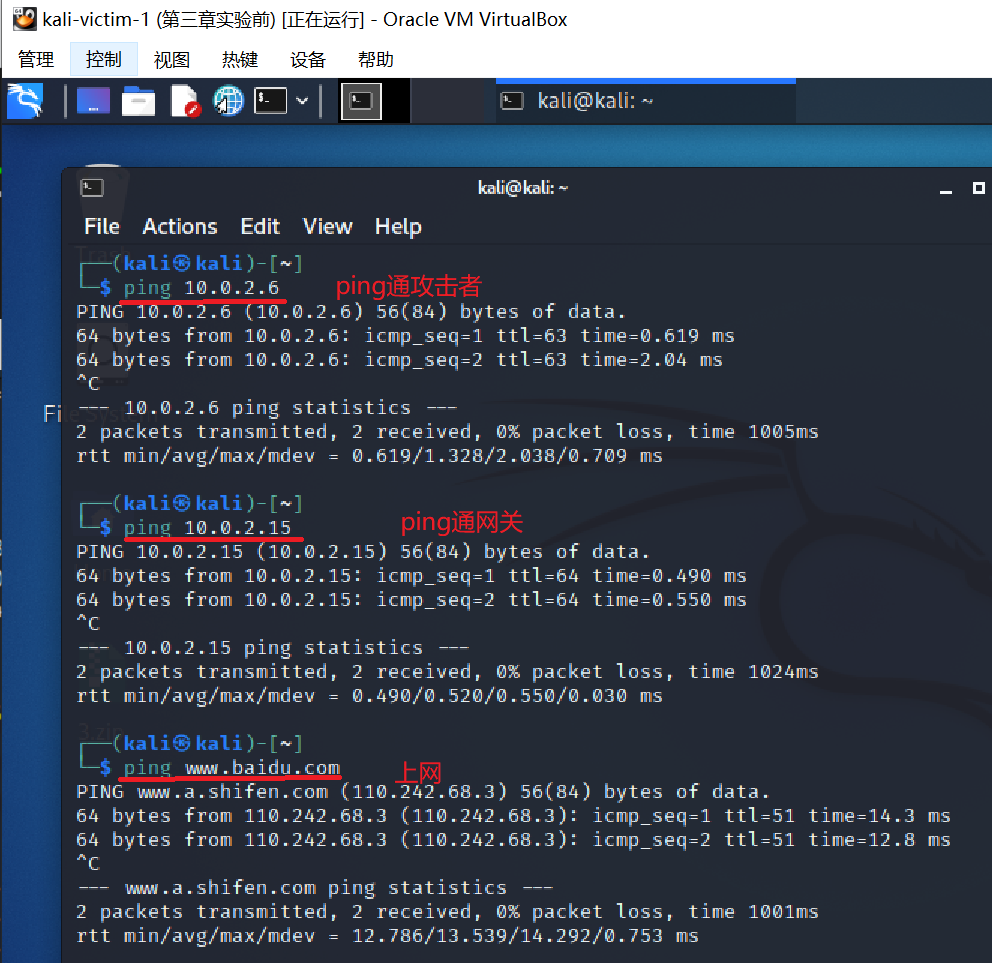 kali-victim-1 (第三章实验前) [正在运行] - Oracle VM VirtualBox
管理 控制 视图 热键 设备 帮助
kali@kali: ~
kali@kali: ~
File Actions Edit View Help
┌──(kali㉿kali)-[~]
└─$ ping 10.0.2.6 ping通攻击者
PING 10.0.2.6 (10.0.2.6) 56(84) bytes of data.
64 bytes from 10.0.2.6: icmp_seq=1 ttl=63 time=0.619 ms
64 bytes from 10.0.2.6: icmp_seq=2 ttl=63 time=2.04 ms
^C
--- 10.0.2.6 ping statistics ---
2 packets transmitted, 2 received, 0% packet loss, time 1005ms
rtt min/avg/max/mdev = 0.619/1.328/2.038/0.709 ms
┌──(kali㉿kali)-[~]
└─$ ping 10.0.2.15 ping通网关
PING 10.0.2.15 (10.0.2.15) 56(84) bytes of data.
64 bytes from 10.0.2.15: icmp_seq=1 ttl=64 time=0.490 ms
64 bytes from 10.0.2.15: icmp_seq=2 ttl=64 time=0.550 ms
^C
--- 10.0.2.15 ping statistics ---
2 packets transmitted, 2 received, 0% packet loss, time 1024ms
rtt min/avg/max/mdev = 0.490/0.520/0.550/0.030 ms
┌──(kali㉿kali)-[~]
└─$ ping www.baidu.com 上网
PING www.a.shifen.com (110.242.68.3) 56(84) bytes of data.
64 bytes from 110.242.68.3 (110.242.68.3): icmp_seq=1 ttl=51 time=14.3 ms
64 bytes from 110.242.68.3 (110.242.68.3): icmp_seq=2 ttl=51 time=12.8 ms
^C
--- www.a.shifen.com ping statistics ---
2 packets transmitted, 2 received, 0% packet loss, time 1001ms
rtt min/avg/max/mdev = 12.786/13.539/14.292/0.753 ms